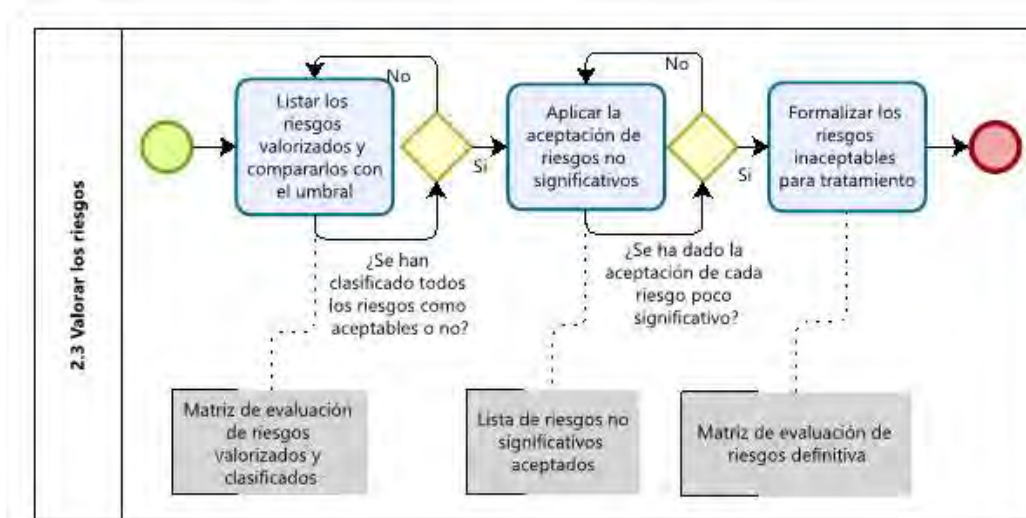 2.3 Valorar los riesgos
Listar los
riesgos
valorizados y
compararlos con
el umbral
No
Si
¿Se han
clasificado todos
los riesgos como
aceptables o no?
Aplicar la
aceptación de
riesgos no
significativos
No
Si
¿Se ha dado la
aceptación de cada
riesgo poco
significativo?
Formalizar los
riesgos
inaceptables
para tratamiento
Matriz de evaluación
de riesgos
valorizados y
clasificados
Lista de riesgos no
significativos
aceptados
Matriz de evaluación de
riesgos definitiva